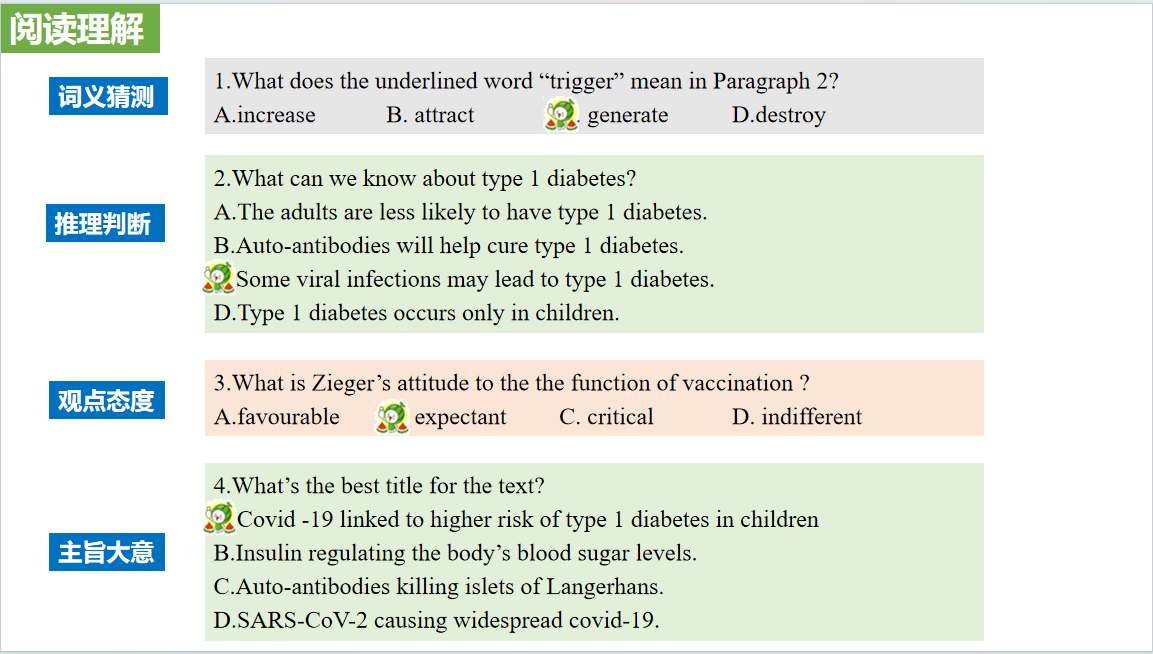 阅读理解
词义猜测
1.What does the underlined word “trigger” mean in Paragraph 2?
A.increase B. attract . generate D.destroy
推理判断
2.What can we know about type 1 diabetes?
A.The adults are less likely to have type 1 diabetes.
B.Auto-antibodies will help cure type 1 diabetes.
Some viral infections may lead to type 1 diabetes.
D.Type 1 diabetes occurs only in children.
观点态度
3.What is Zieger’s attitude to the the function of vaccination ?
A.favourable expectant C. critical D. indifferent
主旨大意
4.What’s the best title for the text?
Covid -19 linked to higher risk of type 1 diabetes in children
B.Insulin regulating the body’s blood sugar levels.
C.Auto-antibodies killing islets of Langerhans.
D.SARS-CoV-2 causing widespread covid-19.